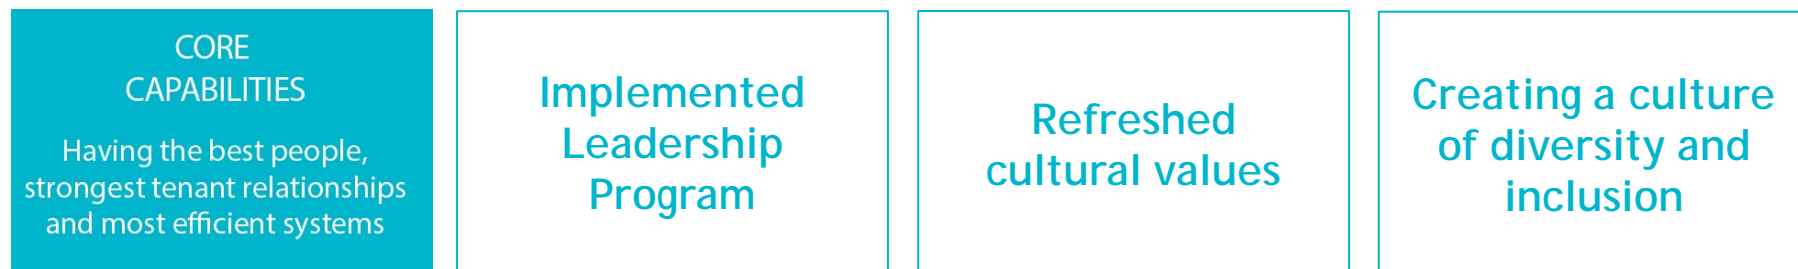 CORE
CAPABILITIES
Having the best people,
strongest tenant relationships
and most efficient systems
Implemented
Leadership
Program
Refreshed
cultural values
Creating a culture
of diversity and
inclusion